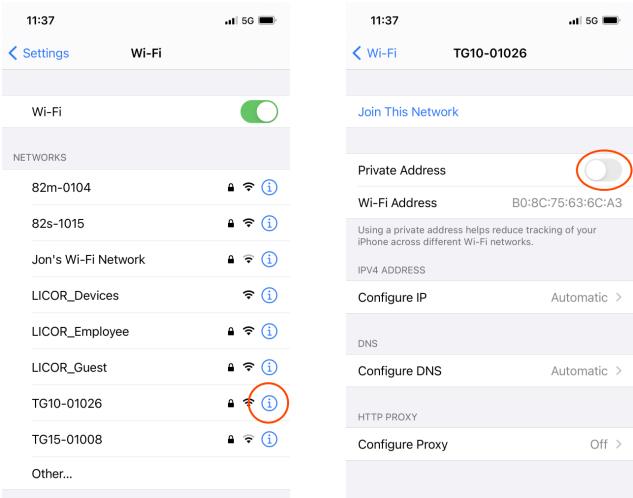 11:37
5G
Settings
Wi-Fi
Wi-Fi
NETWORKS
82m-0104
82s-1015
Jon's Wi-Fi Network
LICOR_Devices
LICOR_Employee
LICOR_Guest
TG10-01026
TG15-01008
Other...
11:37
5G
Wi-Fi
TG10-01026
Join This Network
Private Address
Wi-Fi Address B0:8C:75:63:6C:A3
Using a private address helps reduce tracking of your
iPhone across different Wi-Fi networks.
IPV4 ADDRESS
Configure IP Automatic
DNS
Configure DNS Automatic
HTTP PROXY
Configure Proxy Off